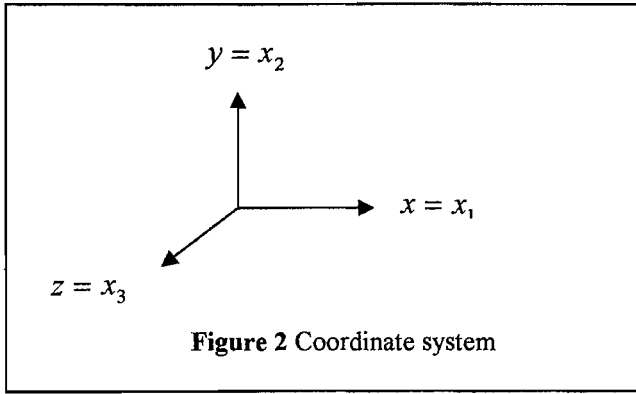 y = x₂
x = x₁
z = x₃
Figure 2 Coordinate system